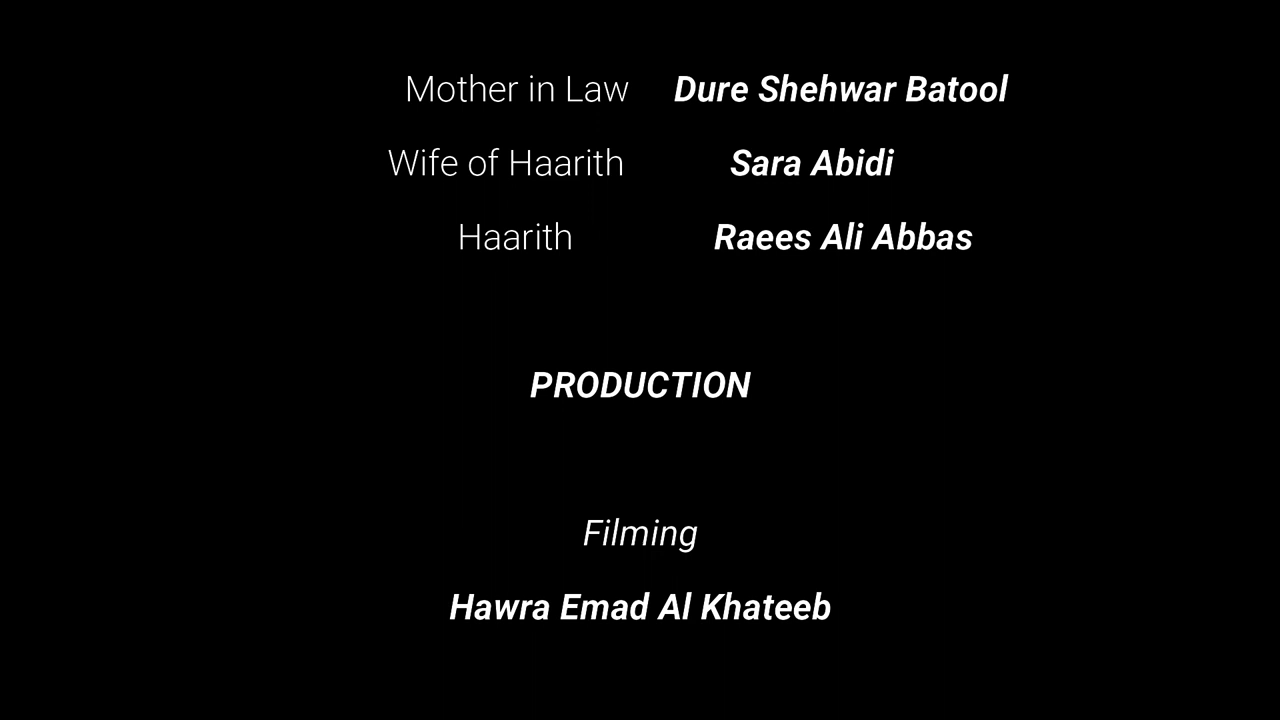 Mother in Law Dure Shehwar Batool
Wife of Haarith Sara Abidi
Haarith Raees Ali Abbas
PRODUCTION
Filming
Hawra Emad Al Khateeb